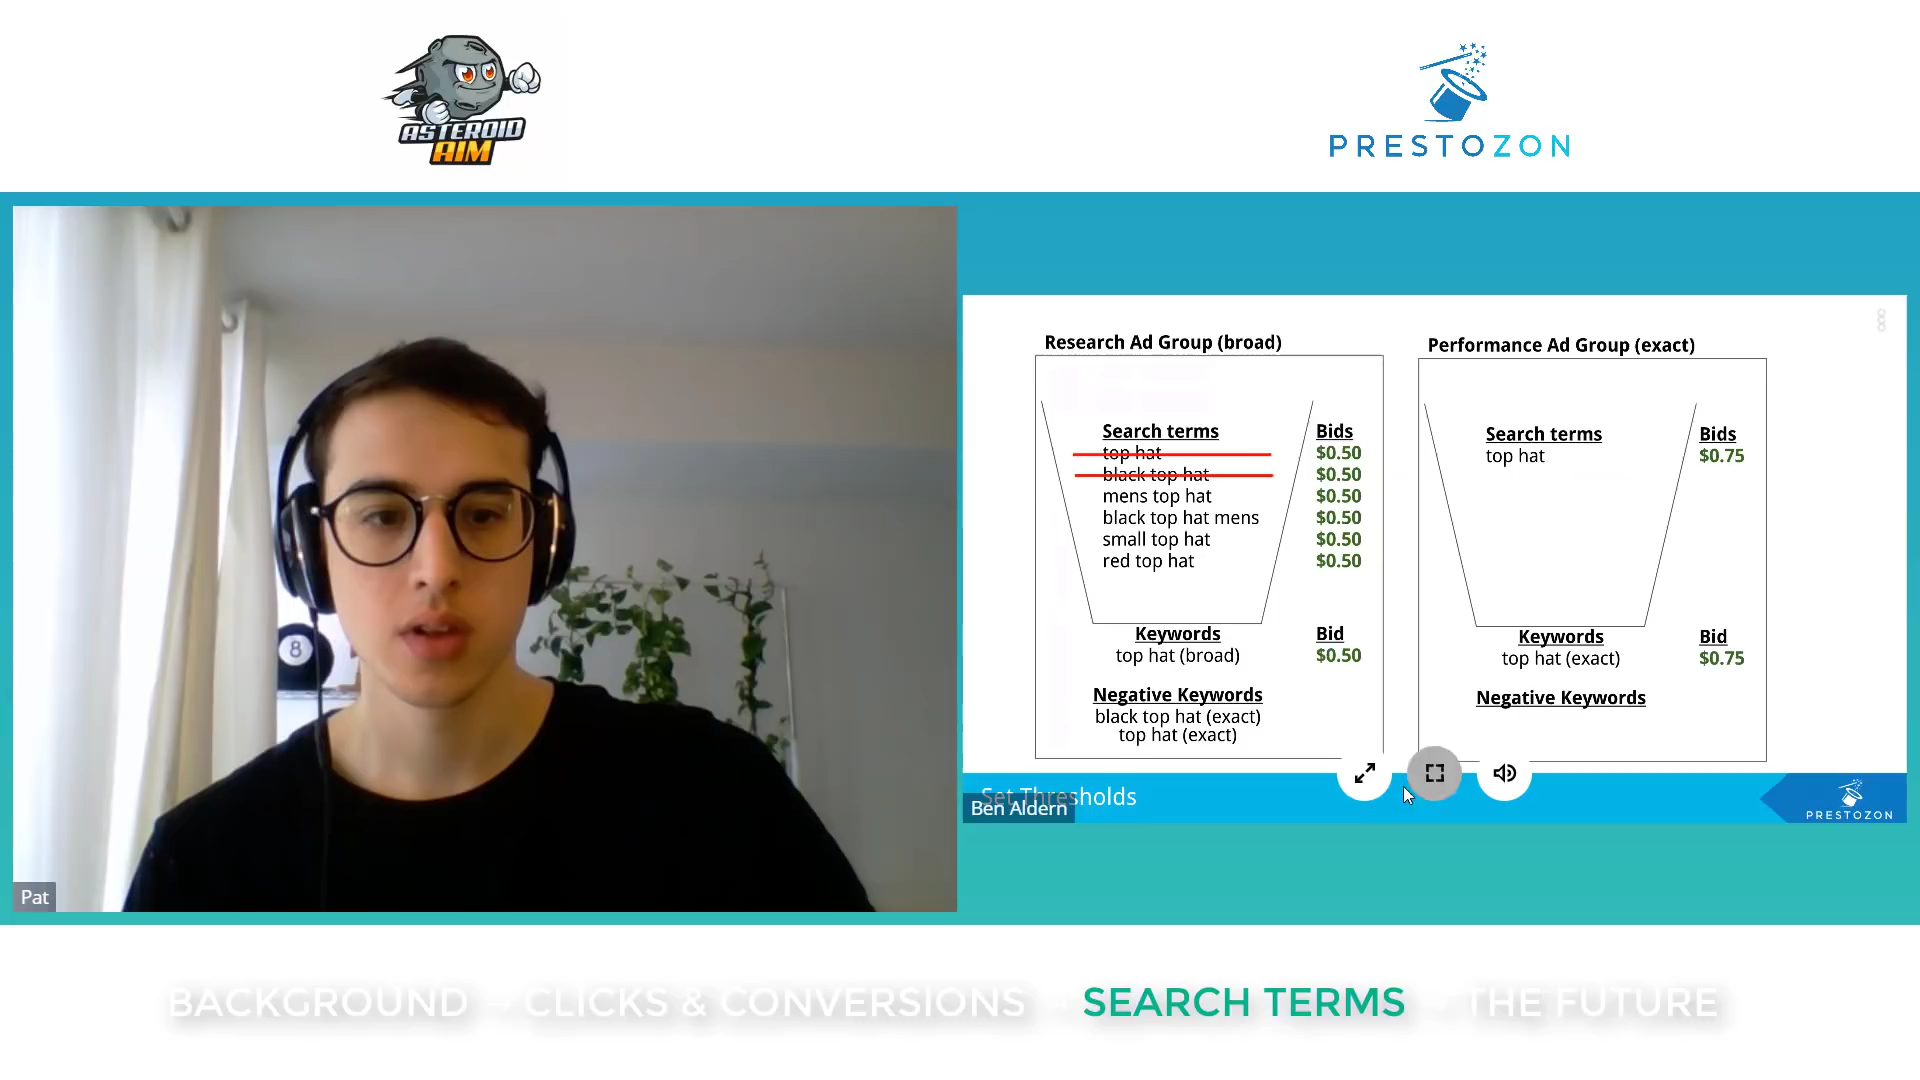 ASTEROID
AIM
PRESTOZON
8
Pat
Research Ad Group (broad)
Search terms Bids
top hat $0.50
black top hat $0.50
mens top hat $0.50
black top hat mens $0.50
small top hat $0.50
red top hat $0.50
Keywords Bid
top hat (broad) $0.50
Negative Keywords
black top hat (exact)
top hat (exact)
Performance Ad Group (exact)
Search terms Bids
top hat $0.75
Keywords Bid
top hat (exact) $0.75
Negative Keywords
Set Thresholds
Ben Aldern
PRESTOZON
BACKGROUND CLICKS & CONVERSIONS SEARCH TERMS THE FUTURE